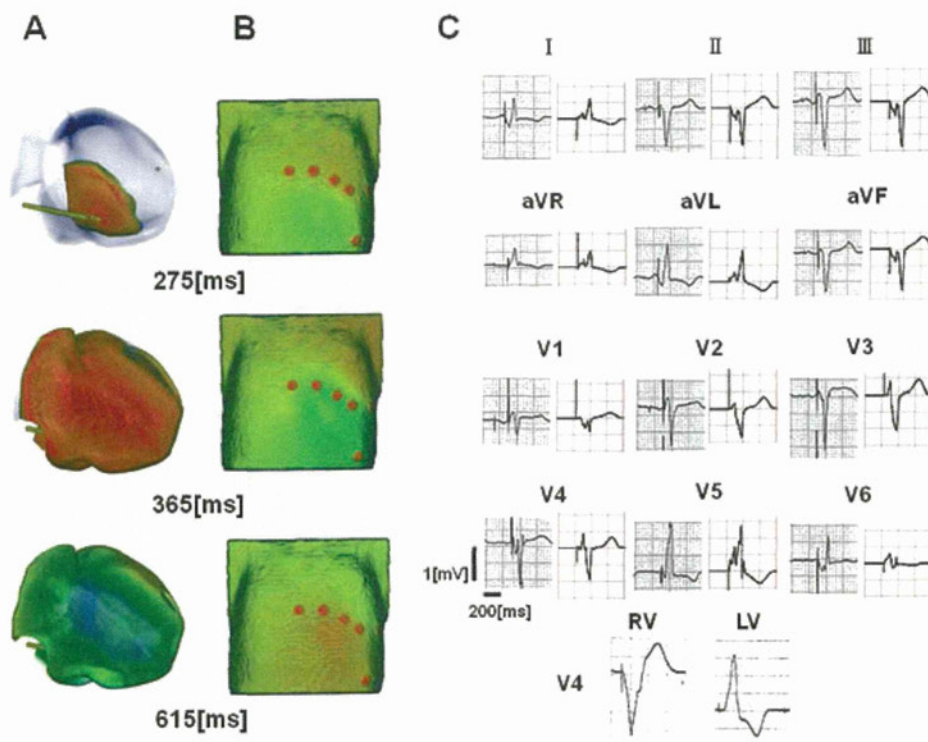 A B C
I II III
275[ms]
aVR aVL aVF
365[ms]
V1 V2 V3
V4 V5 V6
1[mV]
200[ms]
615[ms]
RV LV
V4